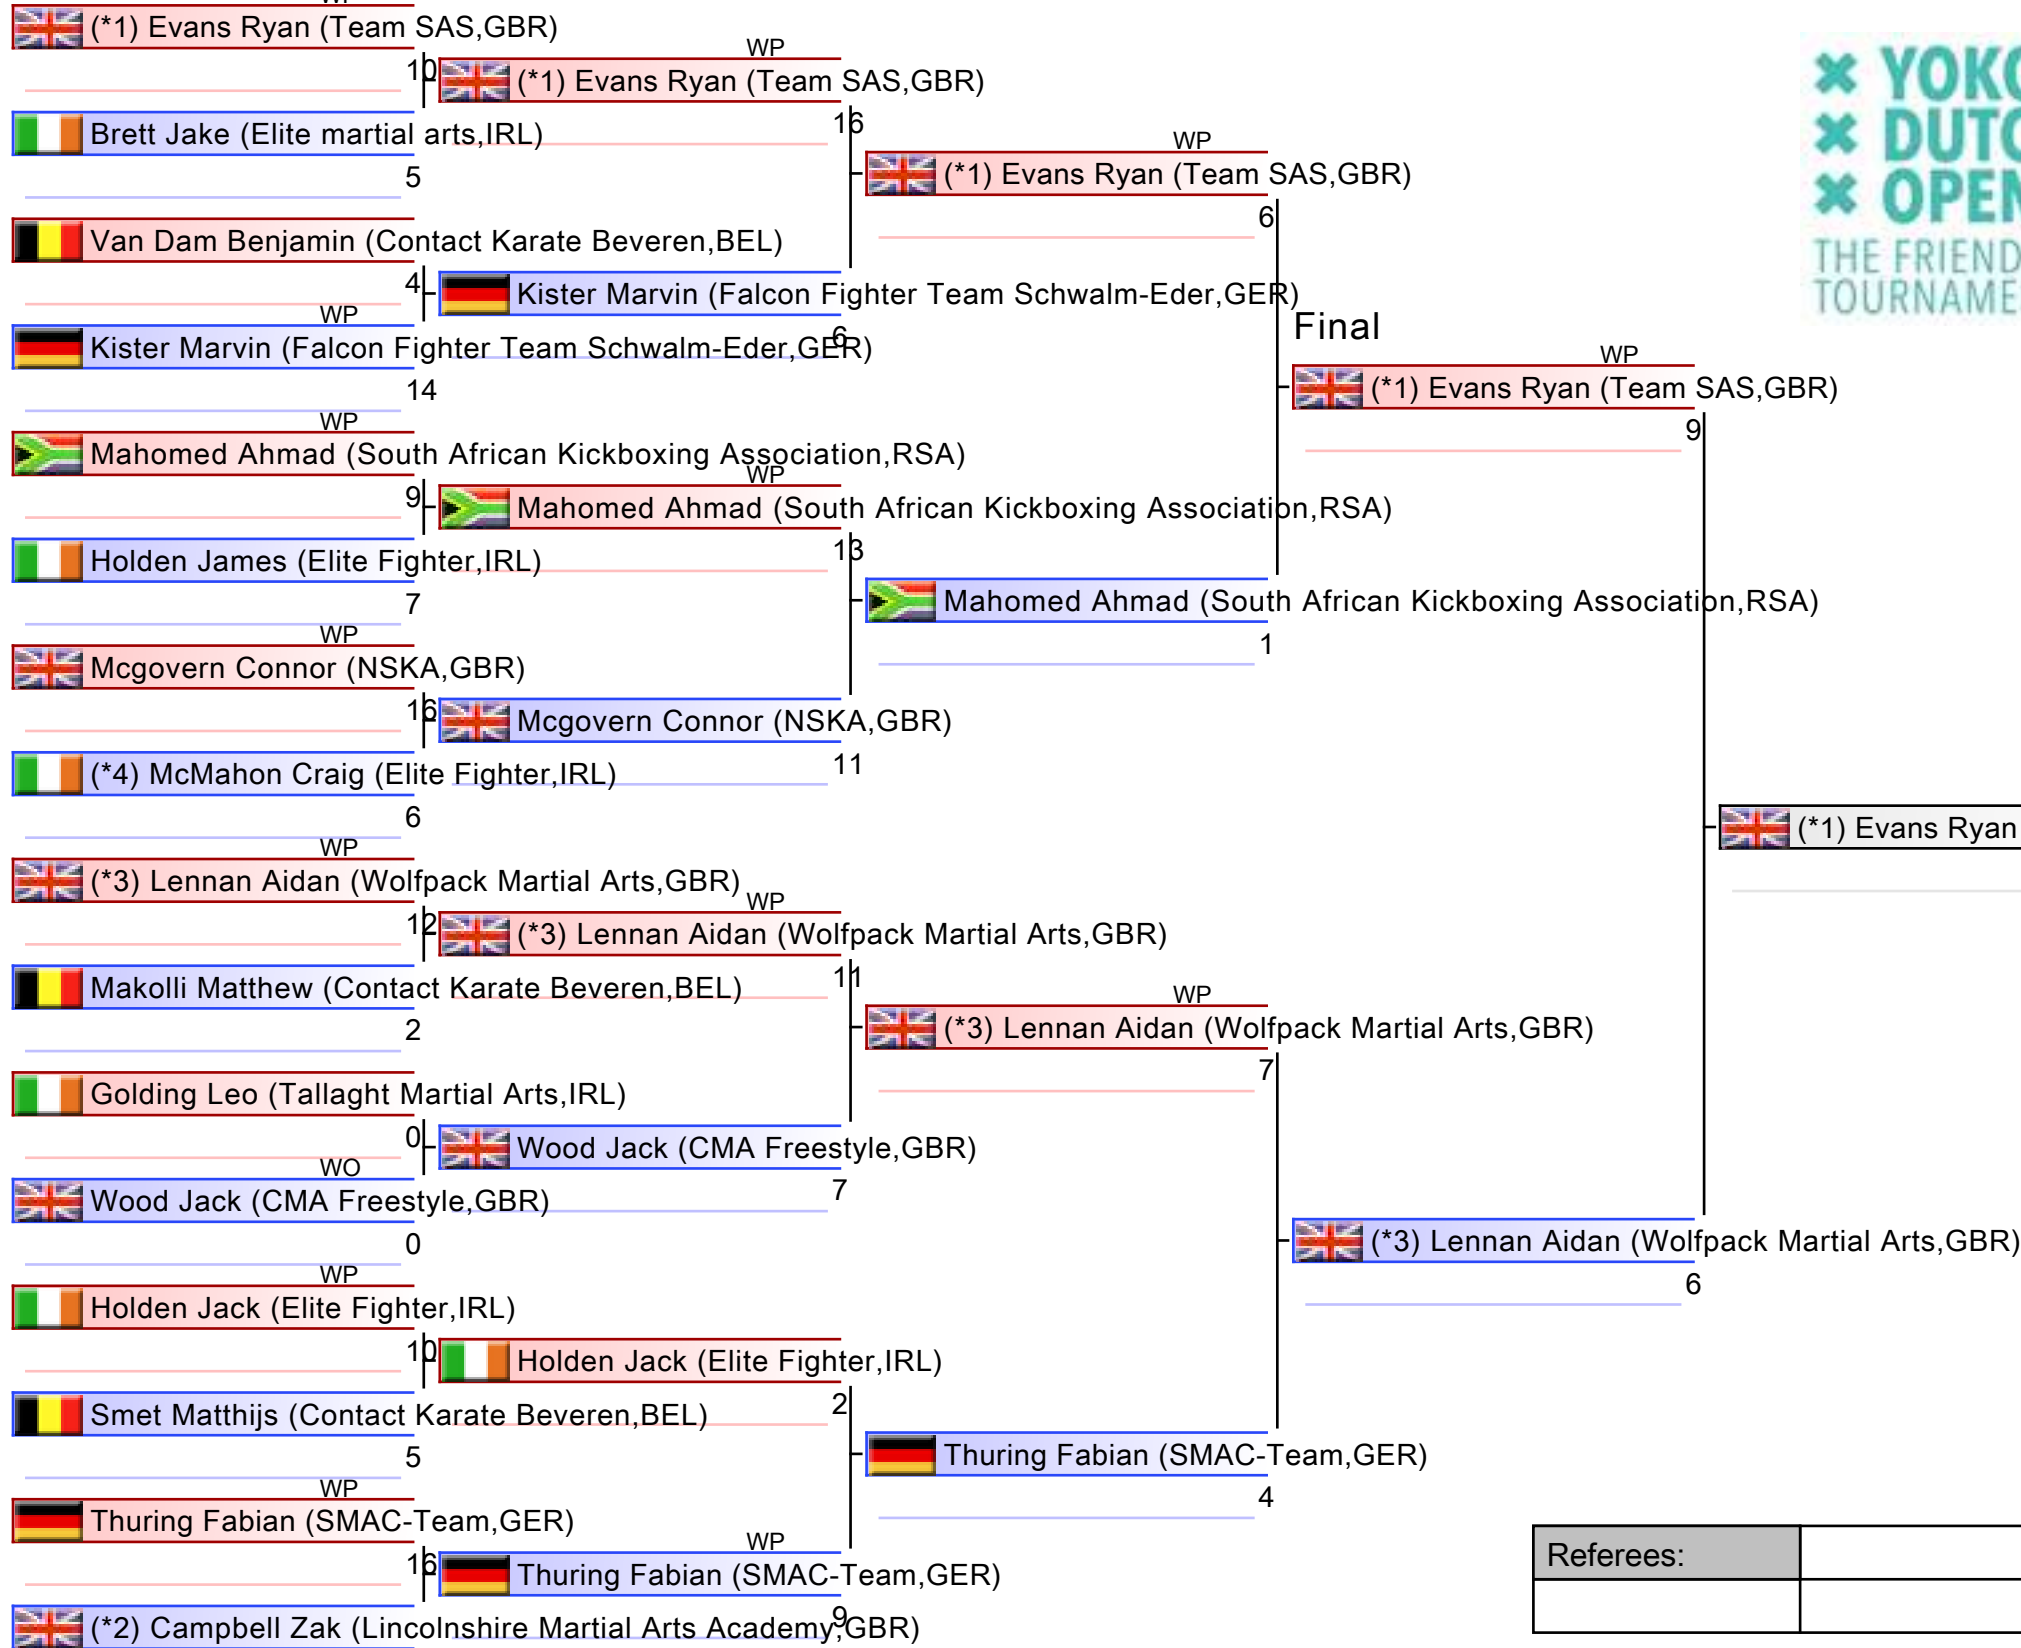 (*1) Evans Ryan (Team SAS,GBR)
10
Brett Jake (Elite martial arts,IRL)
5
Van Dam Benjamin (Contact Karate Beveren,BEL)
4
WP
Kister Marvin (Falcon Fighter Team Schwalm-Eder,GER)
14
WP
Mahomed Ahmad (South African Kickboxing Association,RSA)
9
Holden James (Elite Fighter,IRL)
7
WP
Mcgovern Connor (NSKA,GBR)
16
(*4) McMahon Craig (Elite Fighter,IRL)
6
WP
(*3) Lennan Aidan (Wolfpack Martial Arts,GBR)
12
Makolli Matthew (Contact Karate Beveren,BEL)
2
Golding Leo (Tallaght Martial Arts,IRL)
0
WO
Wood Jack (CMA Freestyle,GBR)
0
WP
Holden Jack (Elite Fighter,IRL)
10
Smet Matthijs (Contact Karate Beveren,BEL)
5
WP
Thuring Fabian (SMAC-Team,GER)
16
(*2) Campbell Zak (Lincolnshire Martial Arts Academy,GBR)
WP
(*1) Evans Ryan (Team SAS,GBR)
16
Kister Marvin (Falcon Fighter Team Schwalm-Eder,GER)
6
WP
Mahomed Ahmad (South African Kickboxing Association,RSA)
13
Mcgovern Connor (NSKA,GBR)
11
WP
(*3) Lennan Aidan (Wolfpack Martial Arts,GBR)
11
Wood Jack (CMA Freestyle,GBR)
7
Holden Jack (Elite Fighter,IRL)
2
WP
Thuring Fabian (SMAC-Team,GER)
9
WP
(*1) Evans Ryan (Team SAS,GBR)
6
Mahomed Ahmad (South African Kickboxing Association,RSA)
1
WP
(*3) Lennan Aidan (Wolfpack Martial Arts,GBR)
7
Thuring Fabian (SMAC-Team,GER)
4
Final
WP
(*1) Evans Ryan (Team SAS,GBR)
9
(*3) Lennan Aidan (Wolfpack Martial Arts,GBR)
6
(*1) Evans Ryan
YOKO
DUTC
OPEN
THE FRIEND
TOURNAME
Referees: